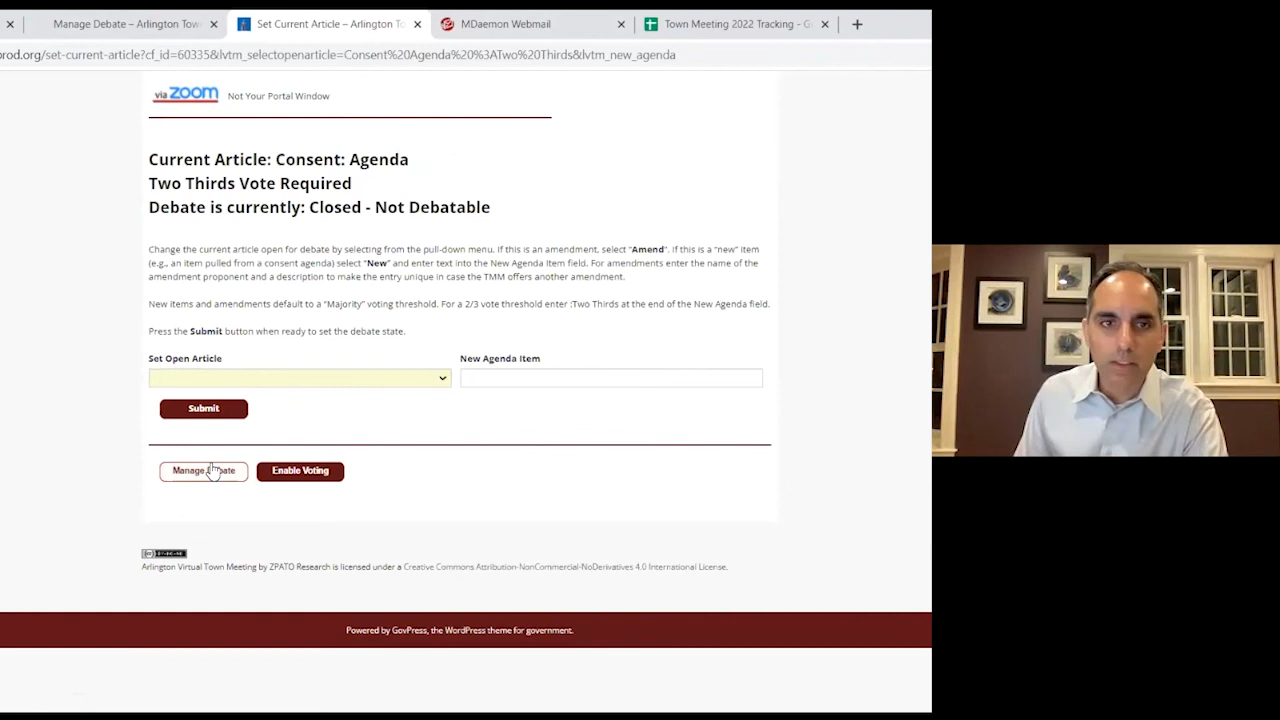 Manage Debate – Arlington Tow
Set Current Article – Arlington To
MDaemon Webmail
Town Meeting 2022 Tracking - G
prod.org/set-current-article?cf_id=60335&lvtm_selectopenarticle=Consent%20Agenda%20%3ATwo%20Thirds&lvtm_new_agenda
via zoom Not Your Portal Window
Current Article: Consent: Agenda
Two Thirds Vote Required
Debate is currently: Closed - Not Debatable
Change the current article open for debate by selecting from the pull-down menu. If this is an amendment, select "Amend". If this is a "new" item
(e.g., an item pulled from a consent agenda) select "New" and enter text into the New Agenda Item field. For amendments enter the name of the
amendment proponent and a description to make the entry unique in case the TMM offers another amendment.
New items and amendments default to a "Majority" voting threshold. For a 2/3 vote threshold enter :Two Thirds at the end of the New Agenda field.
Press the Submit button when ready to set the debate state.
Set Open Article New Agenda Item
Submit
Manage Debate Enable Voting
Arlington Virtual Town Meeting by ZPATO Research is licensed under a Creative Commons Attribution-NonCommercial-NoDerivatives 4.0 International License.
Powered by GovPress, the WordPress theme for government.